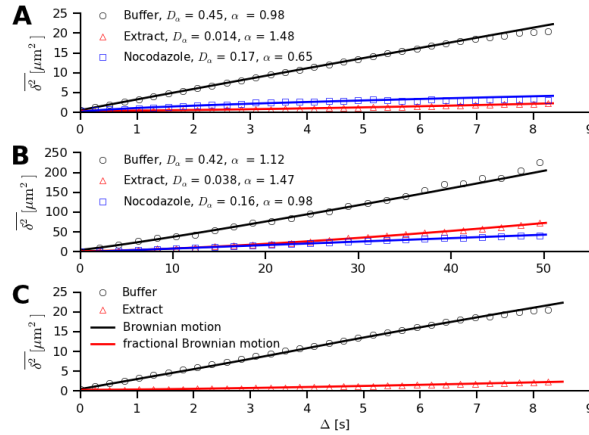 A
25
20
15
10
5
0
δ² [μm²]
Buffer, Dα = 0.45, α = 0.98
Extract, Dα = 0.014, α = 1.48
Nocodazole, Dα = 0.17, α = 0.65
0 1 2 3 4 5 6 7 8 9
B
250
200
150
100
50
0
δ² [μm²]
Buffer, Dα = 0.42, α = 1.12
Extract, Dα = 0.038, α = 1.47
Nocodazole, Dα = 0.16, α = 0.98
0 10 20 30 40 50
C
25
20
15
10
5
0
δ² [μm²]
Buffer
Extract
Brownian motion
fractional Brownian motion
0 1 2 3 4 5 6 7 8 9
Δ [s]